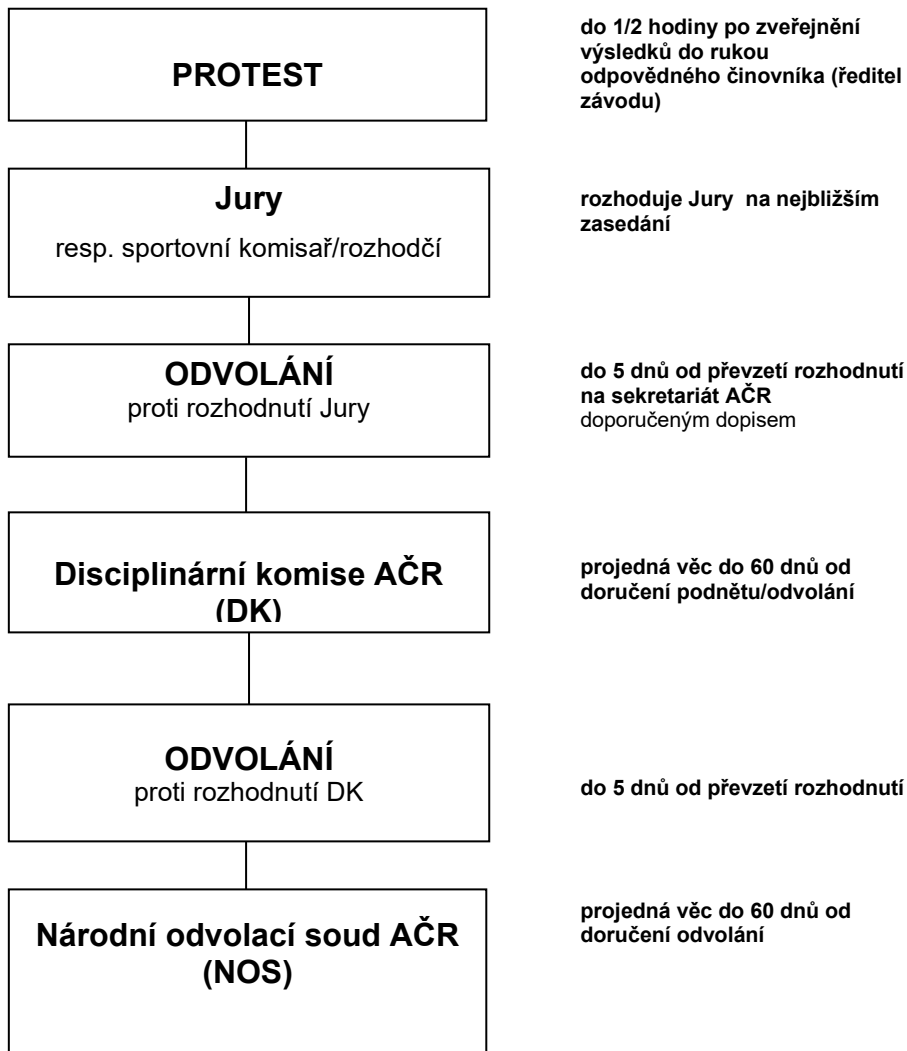 PROTEST
do 1/2 hodiny po zveřejnění
výsledků do rukou
odpovědného činovníka (ředitel
závodu)
Jury
resp. sportovní komisař/rozhodčí
rozhoduje Jury na nejbližším
zasedání
ODVOLÁNÍ
proti rozhodnutí Jury
do 5 dnů od převzetí rozhodnutí
na sekretariát AČR
doporučeným dopisem
Disciplinární komise AČR
(DK)
projedná věc do 60 dnů od
doručení podnětu/odvolání
ODVOLÁNÍ
proti rozhodnutí DK
do 5 dnů od převzetí rozhodnutí
Národní odvolací soud AČR
(NOS)
projedná věc do 60 dnů od
doručení odvolání